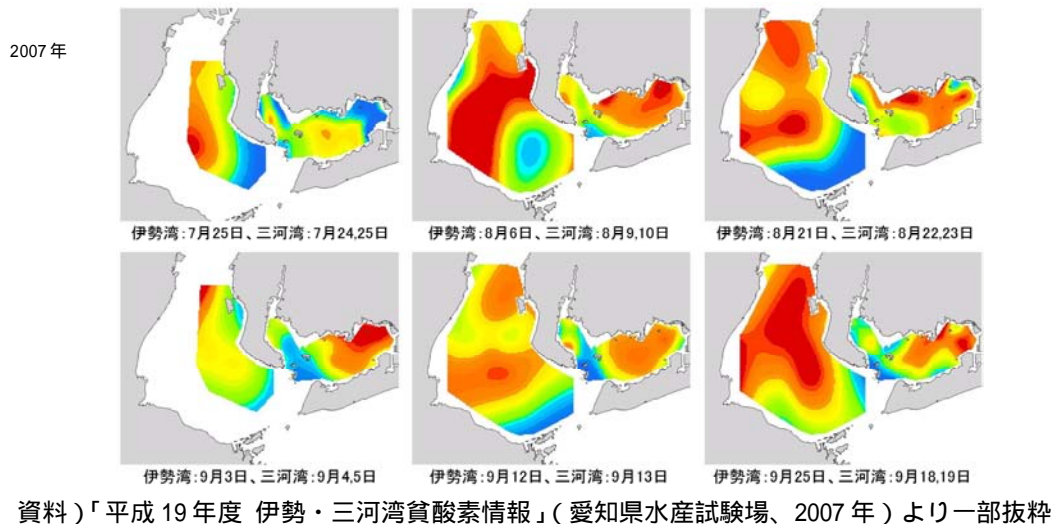 2007年
伊勢湾:7月25日、三河湾:7月24,25日
伊勢湾:8月6日、三河湾:8月9,10日
伊勢湾:8月21日、三河湾:8月22,23日
伊勢湾:9月3日、三河湾:9月4,5日
伊勢湾:9月12日、三河湾:9月13日
伊勢湾:9月25日、三河湾:9月18,19日
資料)「平成19年度 伊勢・三河湾貧酸素情報」(愛知県水産試験場、2007年)より一部抜粋